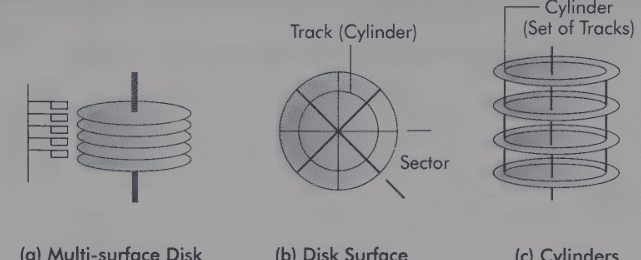 Cylinder
(Set of Tracks)
Track (Cylinder)
Sector
(a) Multi-surface Disk
(b) Disk Surface
(c) Cylinders